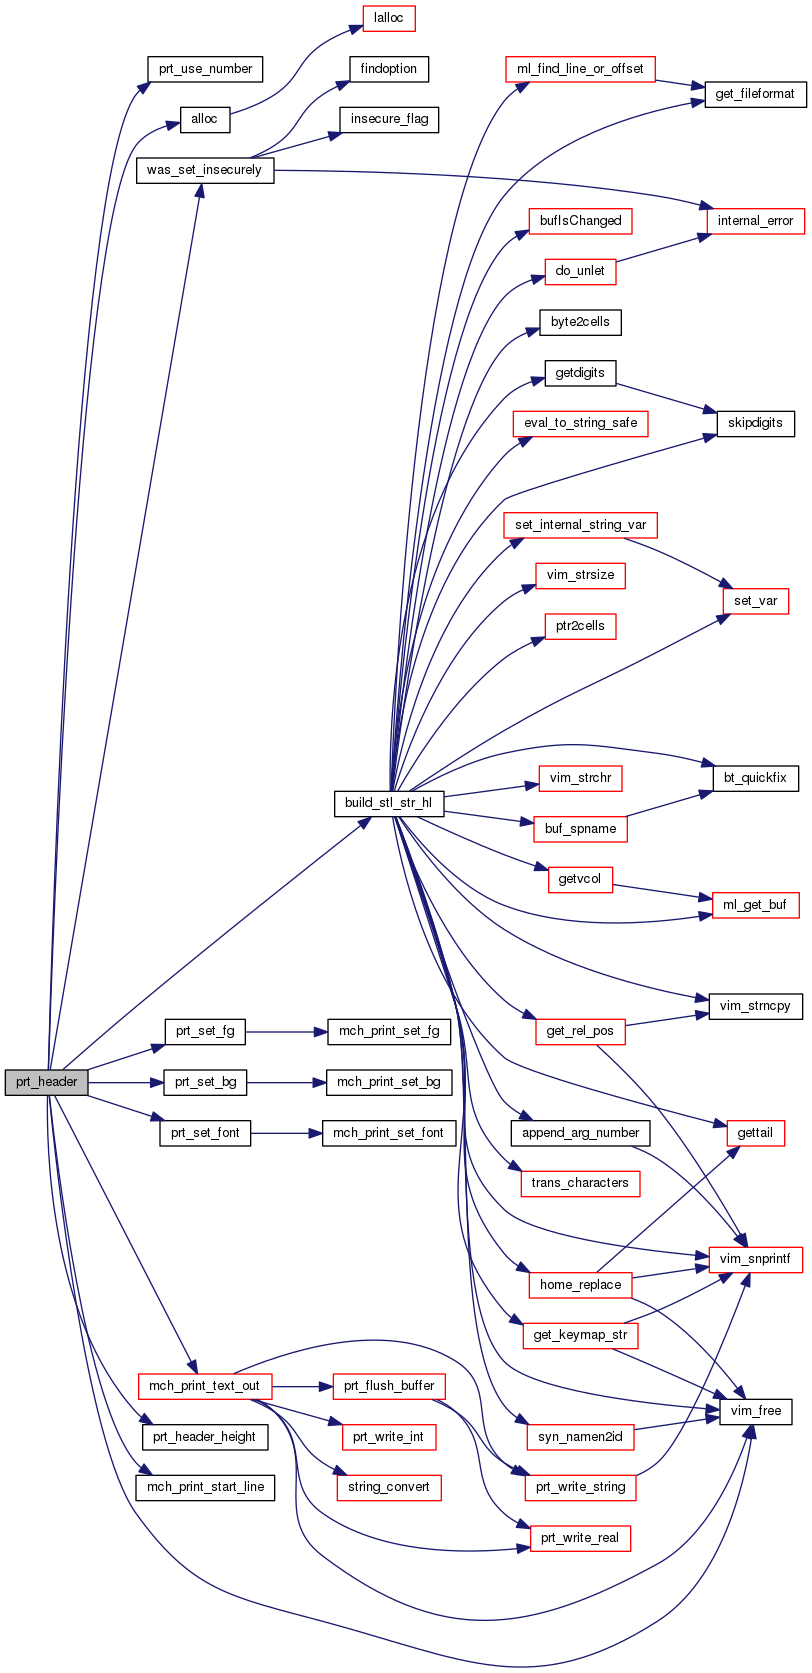 lalloc
prt_use_number
findoption
ml_find_line_or_offset
get_fileformat
alloc
insecure_flag
was_set_insecurely
bufIsChanged
internal_error
do_unlet
byte2cells
getdigits
eval_to_string_safe
skipdigits
set_internal_string_var
vim_strsize
set_var
ptr2cells
vim_strchr
bt_quickfix
build_stl_str_hl
buf_spname
getvcol
ml_get_buf
vim_strncpy
prt_set_fg
mch_print_set_fg
get_rel_pos
prt_header
prt_set_bg
mch_print_set_bg
prt_set_font
mch_print_set_font
append_arg_number
gettail
trans_characters
vim_snprintf
home_replace
get_keymap_str
mch_print_text_out
prt_flush_buffer
vim_free
prt_header_height
prt_write_int
syn_namen2id
mch_print_start_line
string_convert
prt_write_string
prt_write_real